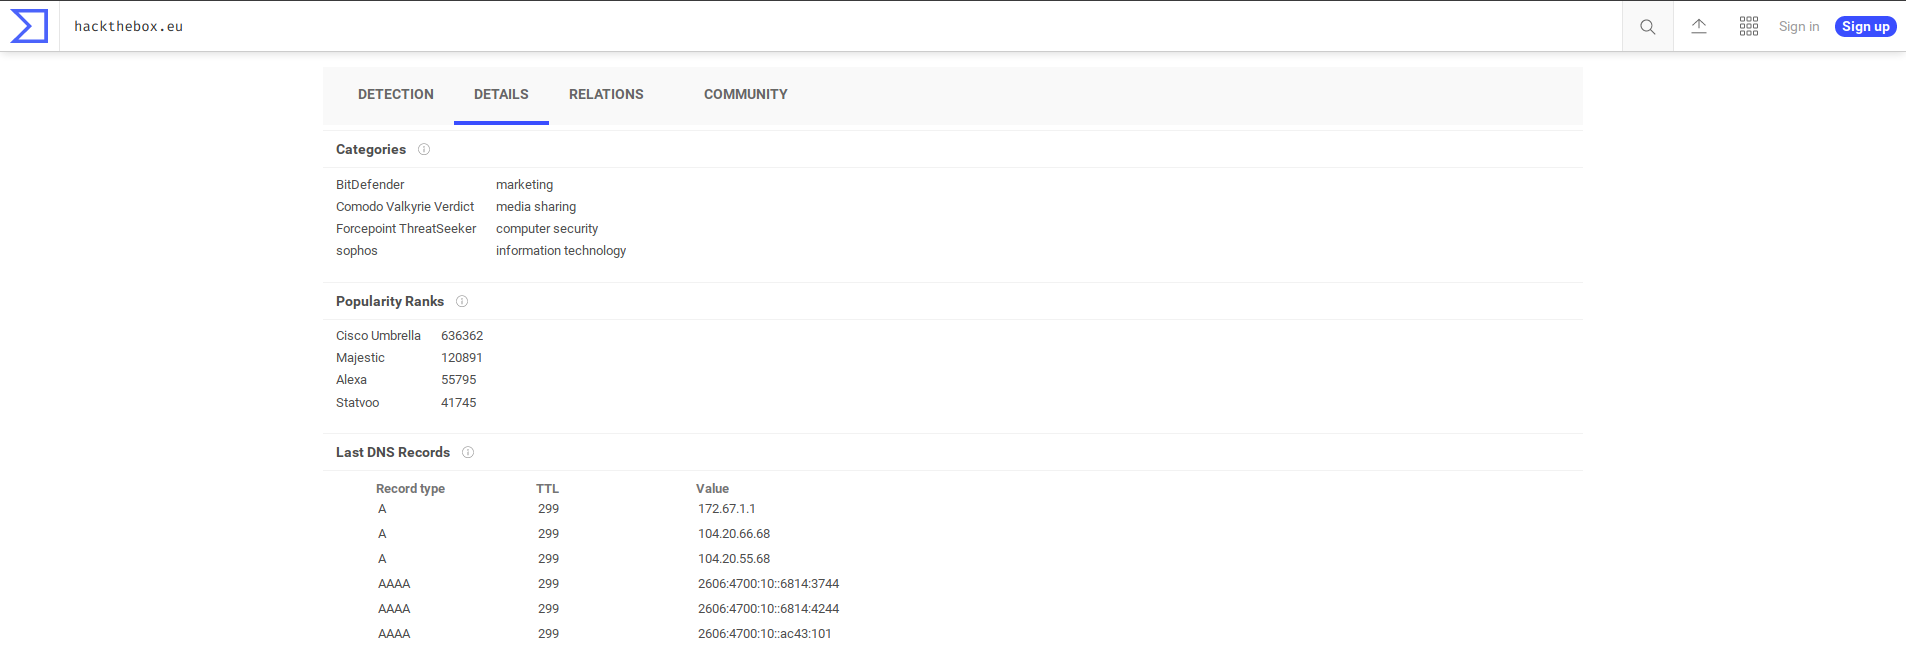 hackthebox.eu Sign in Sign up
DETECTION DETAILS RELATIONS COMMUNITY
Categories
BitDefender marketing
Comodo Valkyrie Verdict media sharing
Forcepoint ThreatSeeker computer security
sophos information technology
Popularity Ranks
Cisco Umbrella 636362
Majestic 120891
Alexa 55795
Statvoo 41745
Last DNS Records
Record type TTL Value
A 299 172.67.1.1
A 299 104.20.66.68
A 299 104.20.55.68
AAAA 299 2606:4700:10::6814:3744
AAAA 299 2606:4700:10::6814:4244
AAAA 299 2606:4700:10::ac43:101